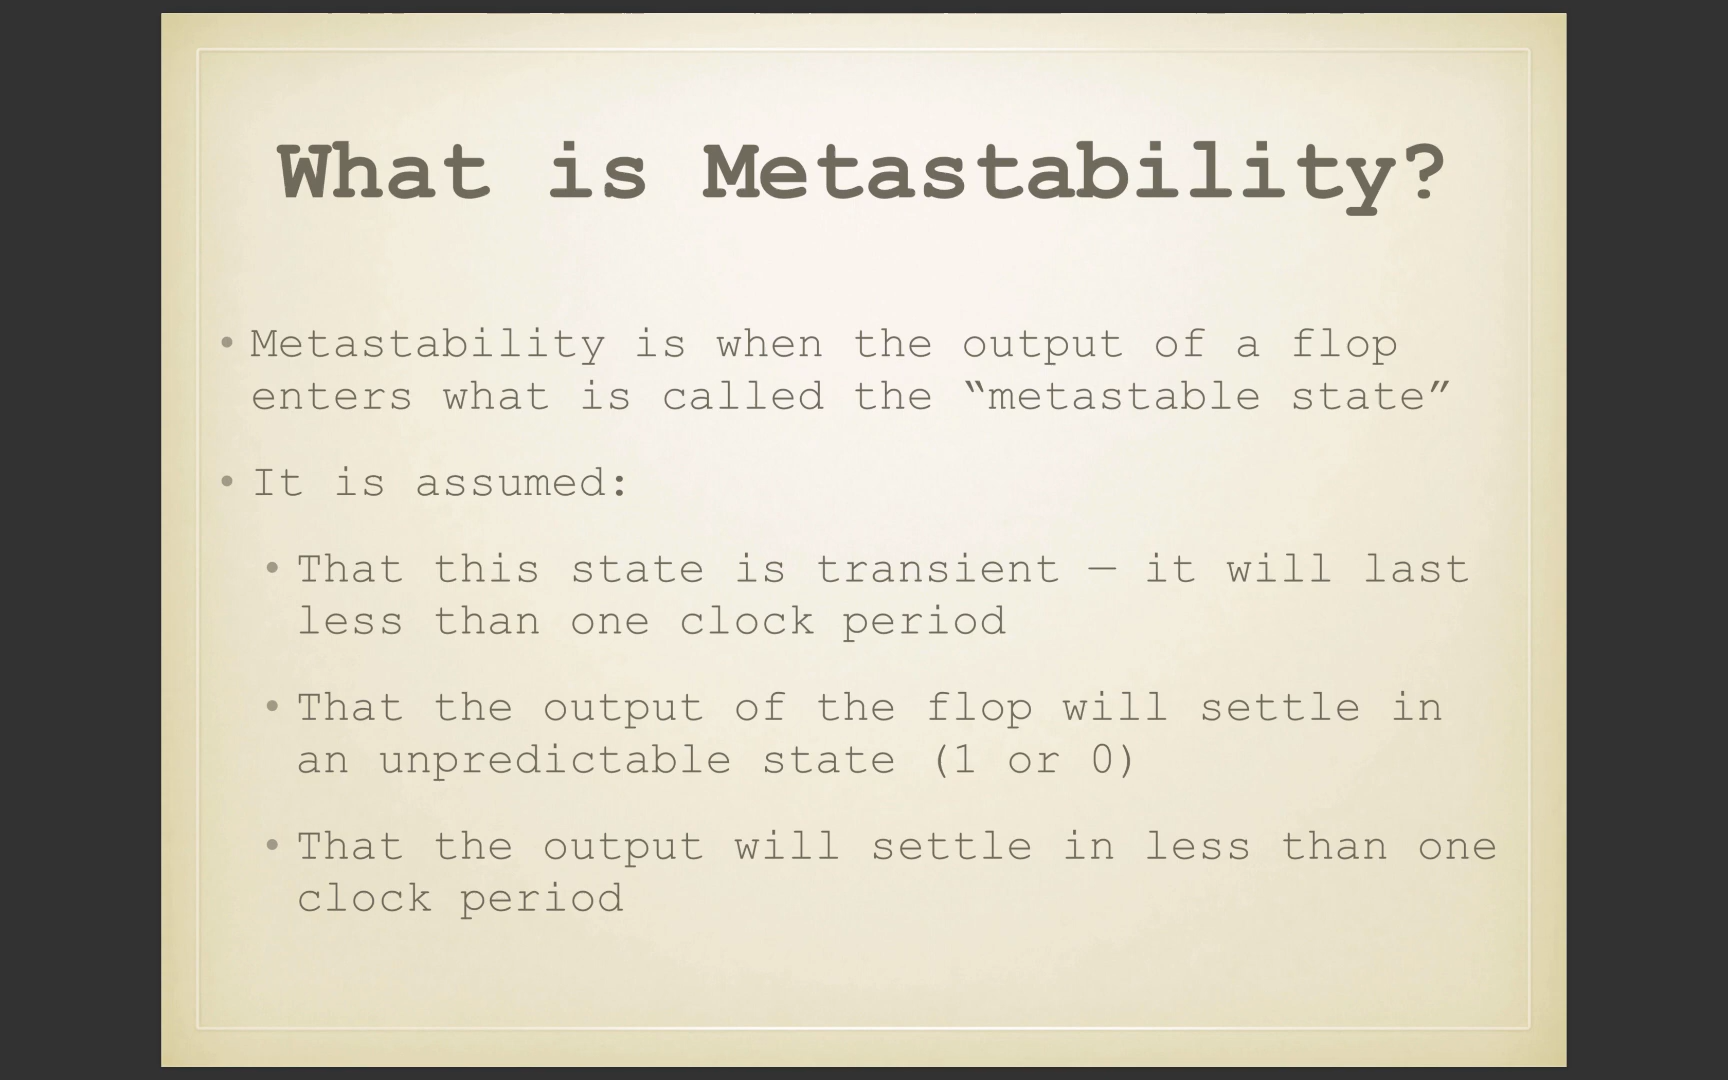 What is Metastability?
• Metastability is when the output of a flop
enters what is called the “metastable state”
• It is assumed:
• That this state is transient — it will last
less than one clock period
• That the output of the flop will settle in
an unpredictable state (1 or 0)
• That the output will settle in less than one
clock period